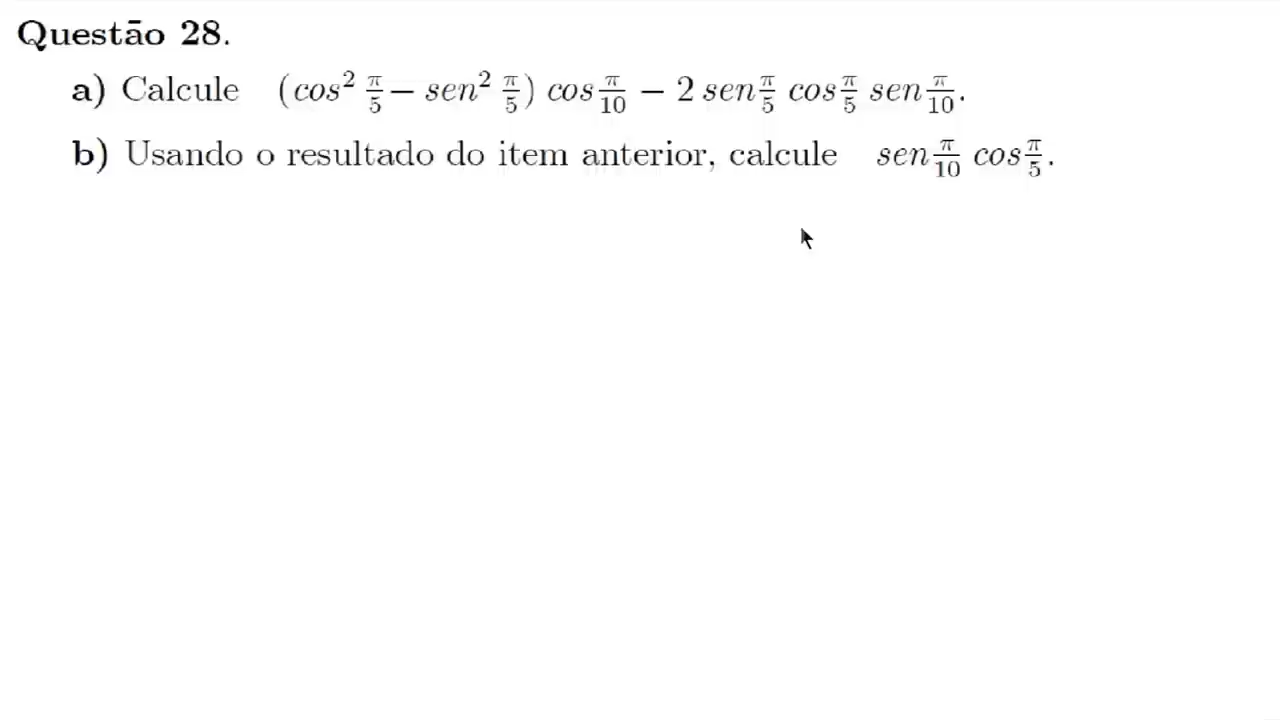 Questão 28.
a) Calcule (cos² π/5 − sen² π/5) cos π/10 − 2 sen π/5 cos π/5 sen π/10.
b) Usando o resultado do item anterior, calcule sen π/10 cos π/5.